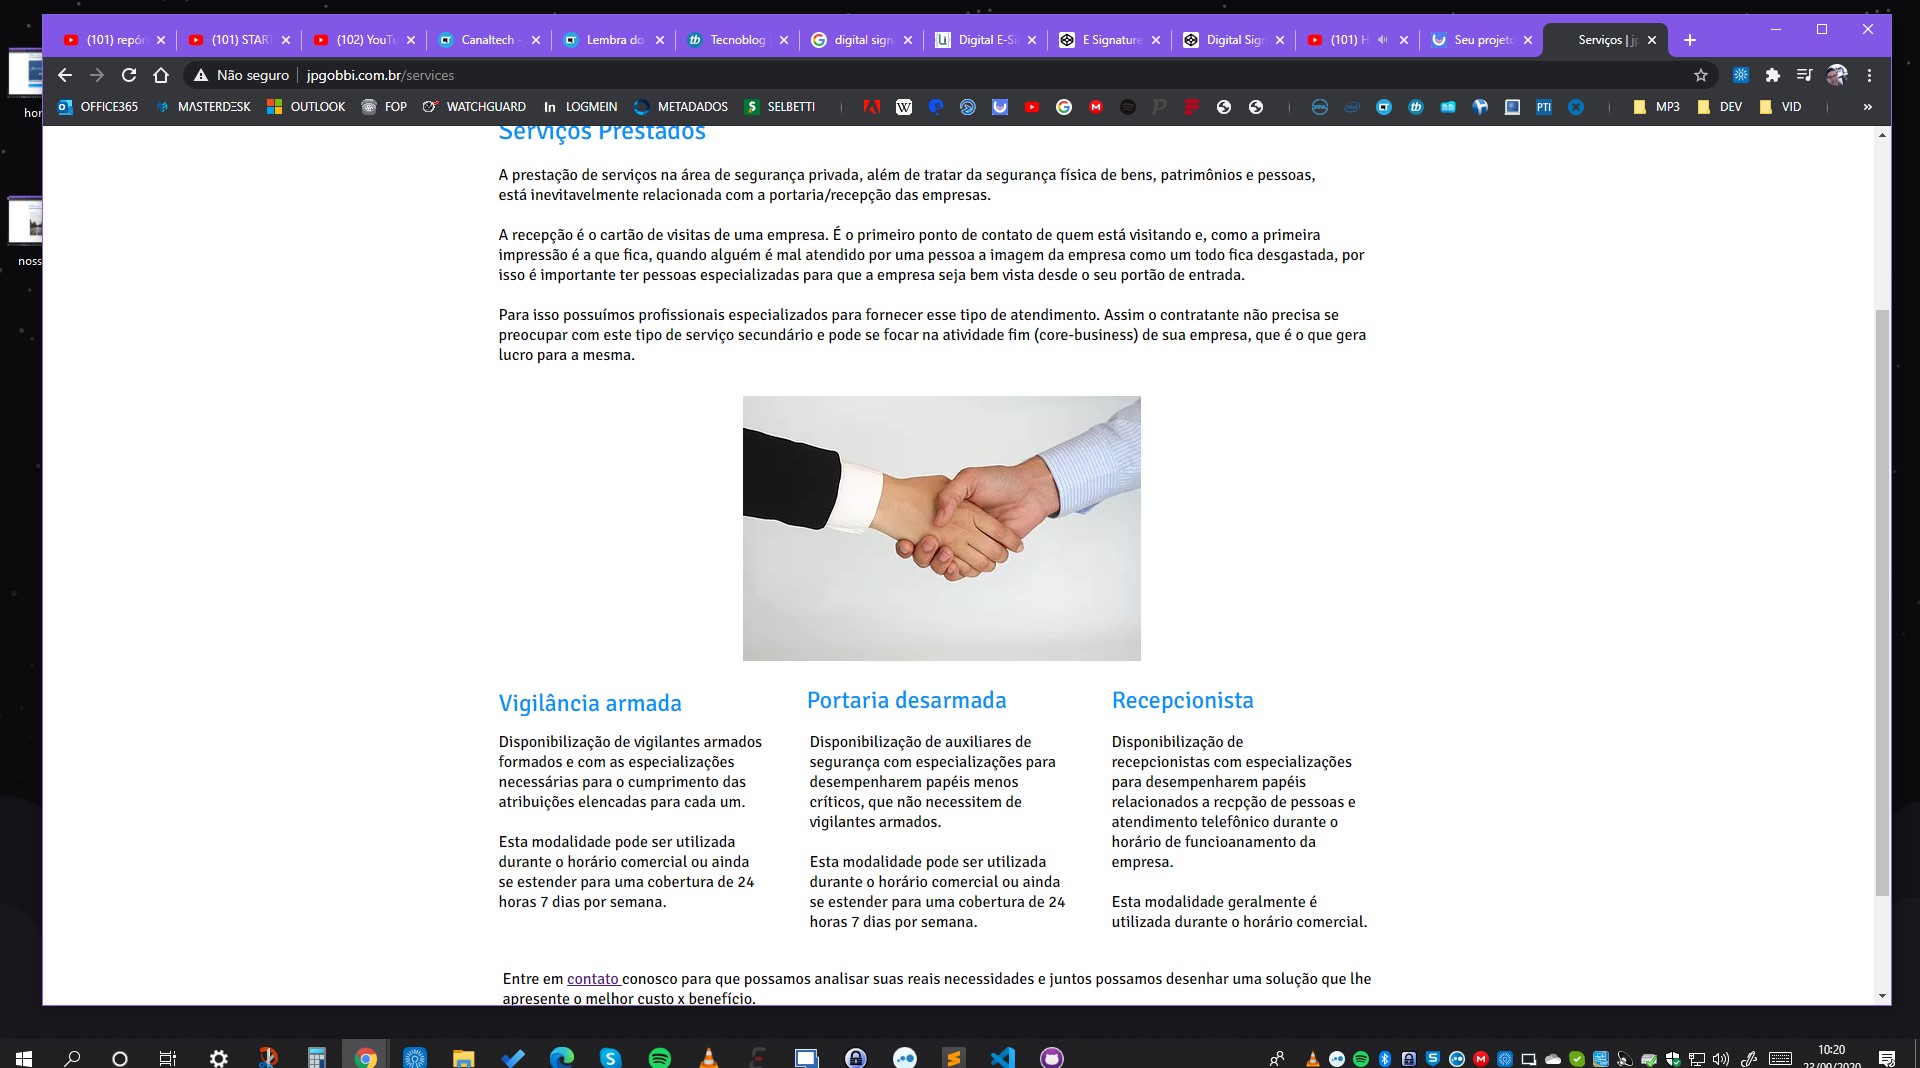 (101) repór
(101) START
(102) YouTu
Canaltech -
Lembra do
Tecnoblog
digital sign
Digital E-Si
E Signature
Digital Sign
(101) H
Seu projeto
Serviços | j
Não seguro
jpgobbi.com.br/services
OFFICE365
MASTERDESK
OUTLOOK
FOP
WATCHGUARD
LOGMEIN
METADADOS
SELBETTI
PTI
MP3
DEV
VID
»
hor
nos
Serviços Prestados
A prestação de serviços na área de segurança privada, além de tratar da segurança física de bens, patrimônios e pessoas,
está inevitavelmente relacionada com a portaria/recepção das empresas.
A recepção é o cartão de visitas de uma empresa. É o primeiro ponto de contato de quem está visitando e, como a primeira
impressão é a que fica, quando alguém é mal atendido por uma pessoa a imagem da empresa como um todo fica desgastada, por
isso é importante ter pessoas especializadas para que a empresa seja bem vista desde o seu portão de entrada.
Para isso possuímos profissionais especializados para fornecer esse tipo de atendimento. Assim o contratante não precisa se
preocupar com este tipo de serviço secundário e pode se focar na atividade fim (core-business) de sua empresa, que é o que gera
lucro para a mesma.
Vigilância armada
Disponibilização de vigilantes armados
formados e com as especializações
necessárias para o cumprimento das
atribuições elencadas para cada um.
Esta modalidade pode ser utilizada
durante o horário comercial ou ainda
se estender para uma cobertura de 24
horas 7 dias por semana.
Portaria desarmada
Disponibilização de auxiliares de
segurança com especializações para
desempenharem papéis menos
críticos, que não necessitem de
vigilantes armados.
Esta modalidade pode ser utilizada
durante o horário comercial ou ainda
se estender para uma cobertura de 24
horas 7 dias por semana.
Recepcionista
Disponibilização de
recepcionistas com especializações
para desempenharem papéis
relacionados a recpção de pessoas e
atendimento telefônico durante o
horário de funcioanamento da
empresa.
Esta modalidade geralmente é
utilizada durante o horário comercial.
Entre em contato conosco para que possamos analisar suas reais necessidades e juntos possamos desenhar uma solução que lhe
apresente o melhor custo x benefício.
10:20
23/09/2020